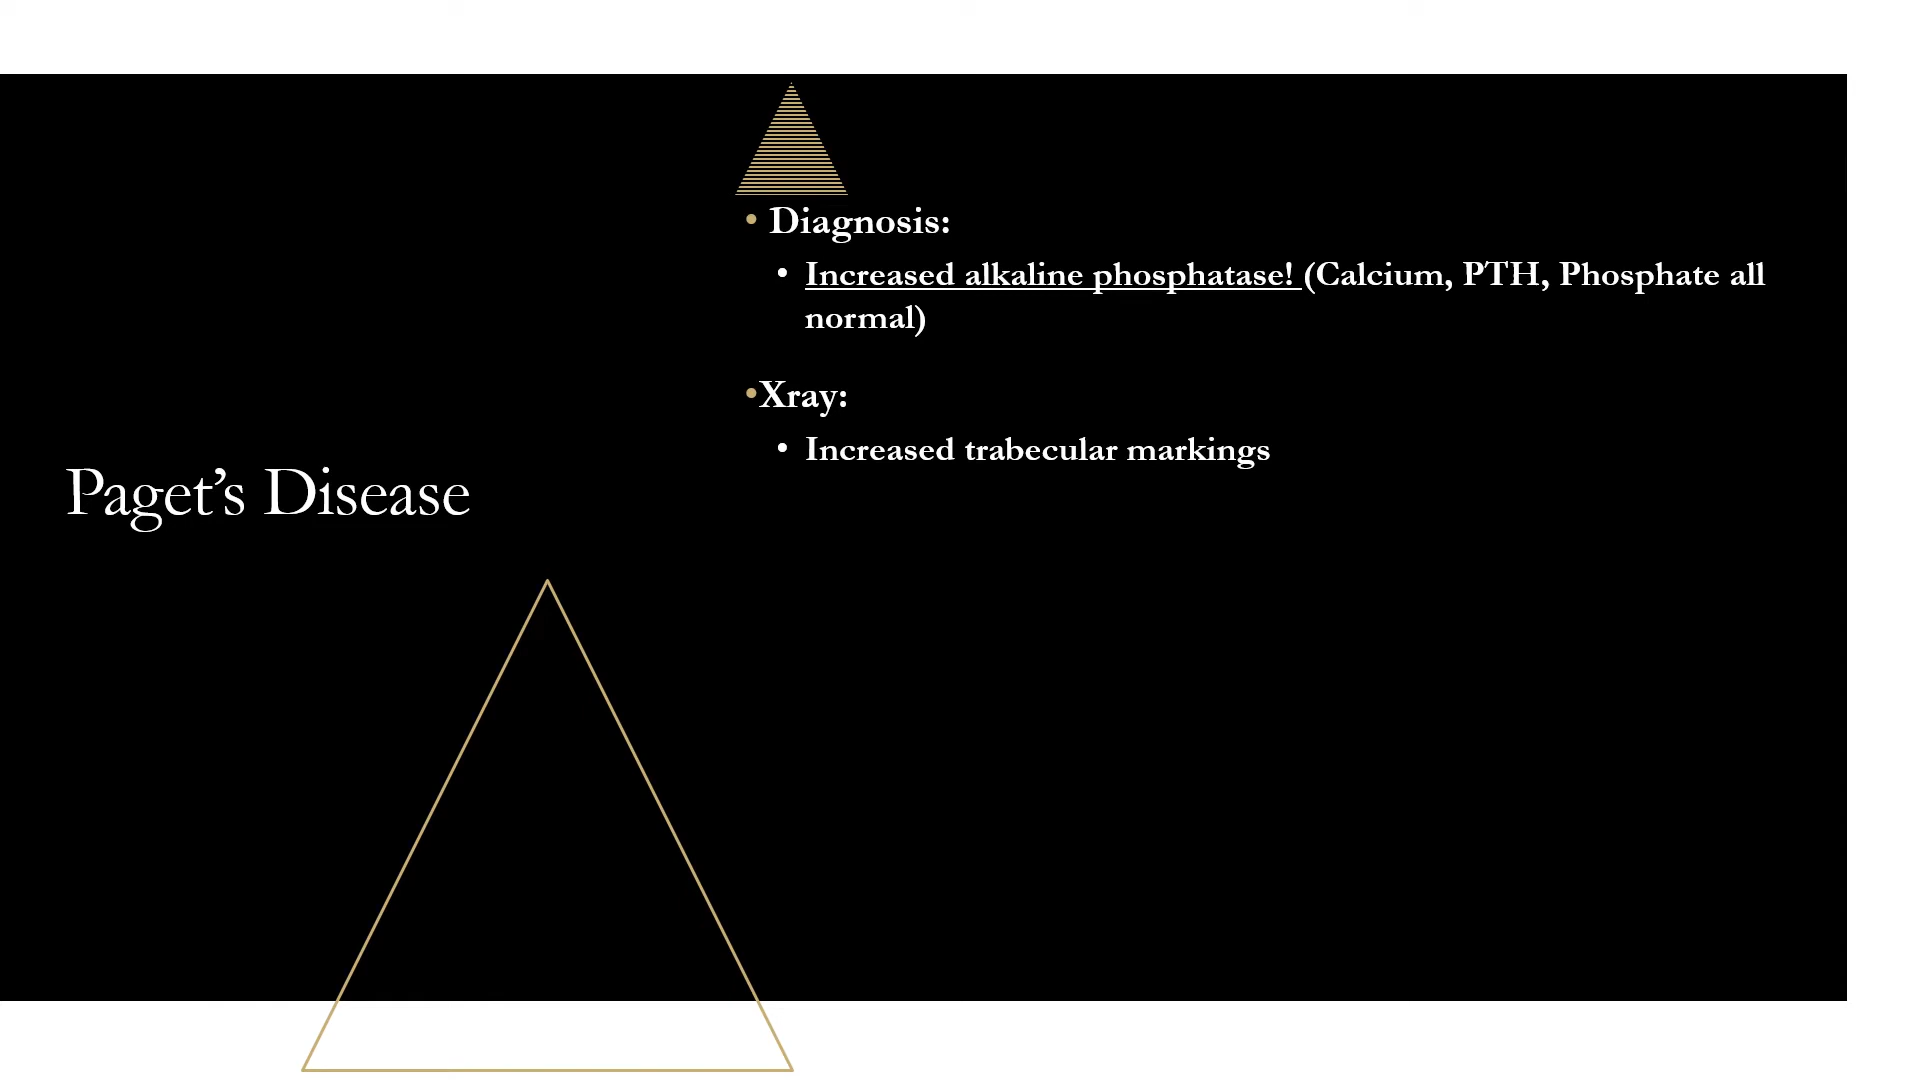 Paget’s Disease
• Diagnosis:
• Increased alkaline phosphatase! (Calcium, PTH, Phosphate all
normal)
•Xray:
• Increased trabecular markings